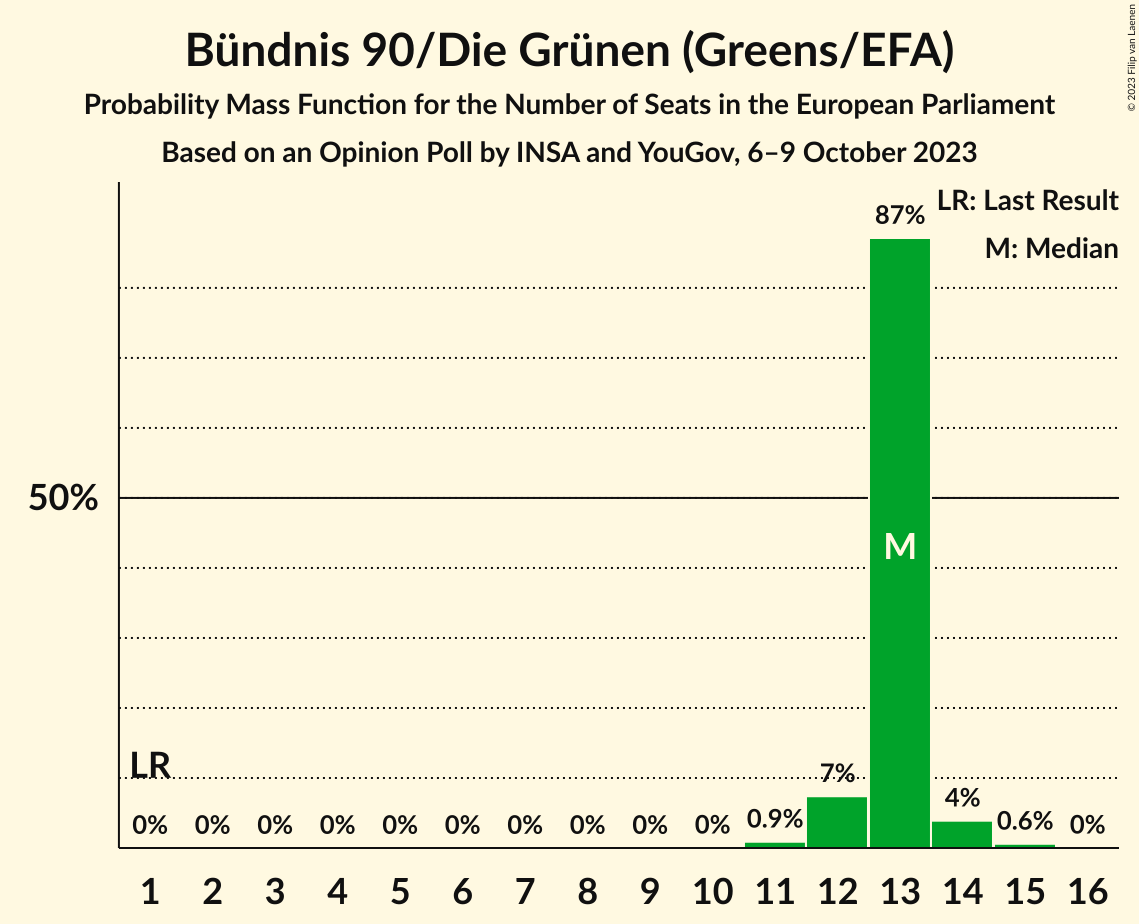 Bündnis 90/Die Grünen (Greens/EFA)
Probability Mass Function for the Number of Seats in the European Parliament
Based on an Opinion Poll by INSA and YouGov, 6–9 October 2023
© 2023 Filip van Laenen
LR: Last Result
M: Median
87%
50%
M
LR
0% 0% 0% 0% 0% 0% 0% 0% 0% 0% 0.9% 7% 4% 0.6% 0%
1 2 3 4 5 6 7 8 9 10 11 12 13 14 15 16